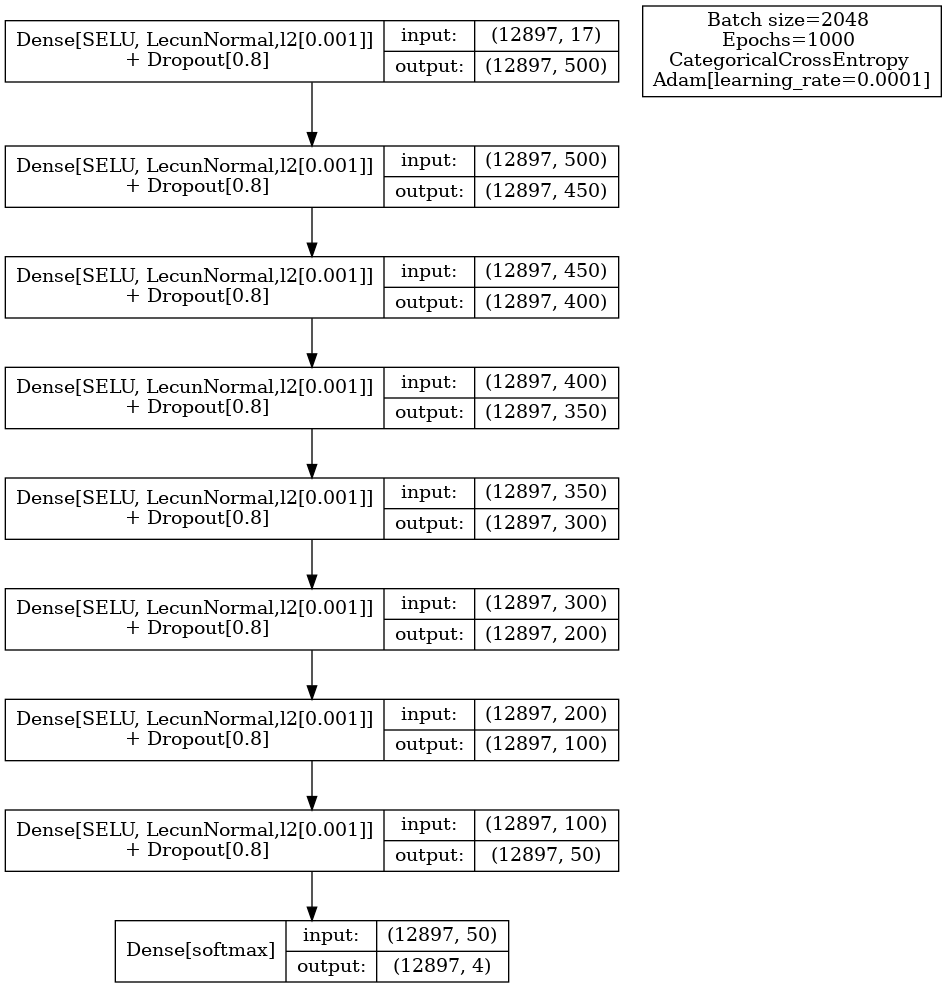 Dense[SELU, LecunNormal,l2[0.001]]
+ Dropout[0.8]
input:
(12897, 17)
output:
(12897, 500)
Batch size=2048
Epochs=1000
CategoricalCrossEntropy
Adam[learning_rate=0.0001]
Dense[SELU, LecunNormal,l2[0.001]]
+ Dropout[0.8]
input:
(12897, 500)
output:
(12897, 450)
Dense[SELU, LecunNormal,l2[0.001]]
+ Dropout[0.8]
input:
(12897, 450)
output:
(12897, 400)
Dense[SELU, LecunNormal,l2[0.001]]
+ Dropout[0.8]
input:
(12897, 400)
output:
(12897, 350)
Dense[SELU, LecunNormal,l2[0.001]]
+ Dropout[0.8]
input:
(12897, 350)
output:
(12897, 300)
Dense[SELU, LecunNormal,l2[0.001]]
+ Dropout[0.8]
input:
(12897, 300)
output:
(12897, 200)
Dense[SELU, LecunNormal,l2[0.001]]
+ Dropout[0.8]
input:
(12897, 200)
output:
(12897, 100)
Dense[SELU, LecunNormal,l2[0.001]]
+ Dropout[0.8]
input:
(12897, 100)
output:
(12897, 50)
Dense[softmax]
input:
(12897, 50)
output:
(12897, 4)